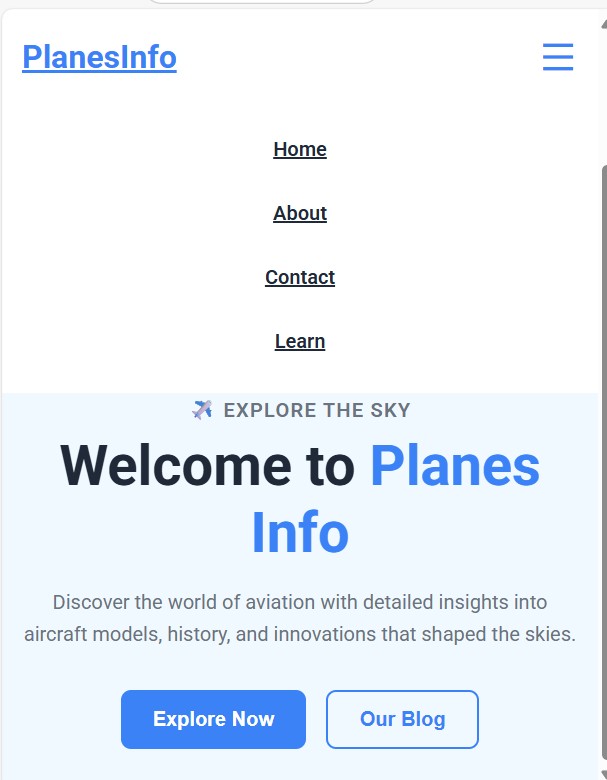 PlanesInfo
Home
About
Contact
Learn
✈️ EXPLORE THE SKY
Welcome to Planes
Info
Discover the world of aviation with detailed insights into
aircraft models, history, and innovations that shaped the skies.
Explore Now
Our Blog